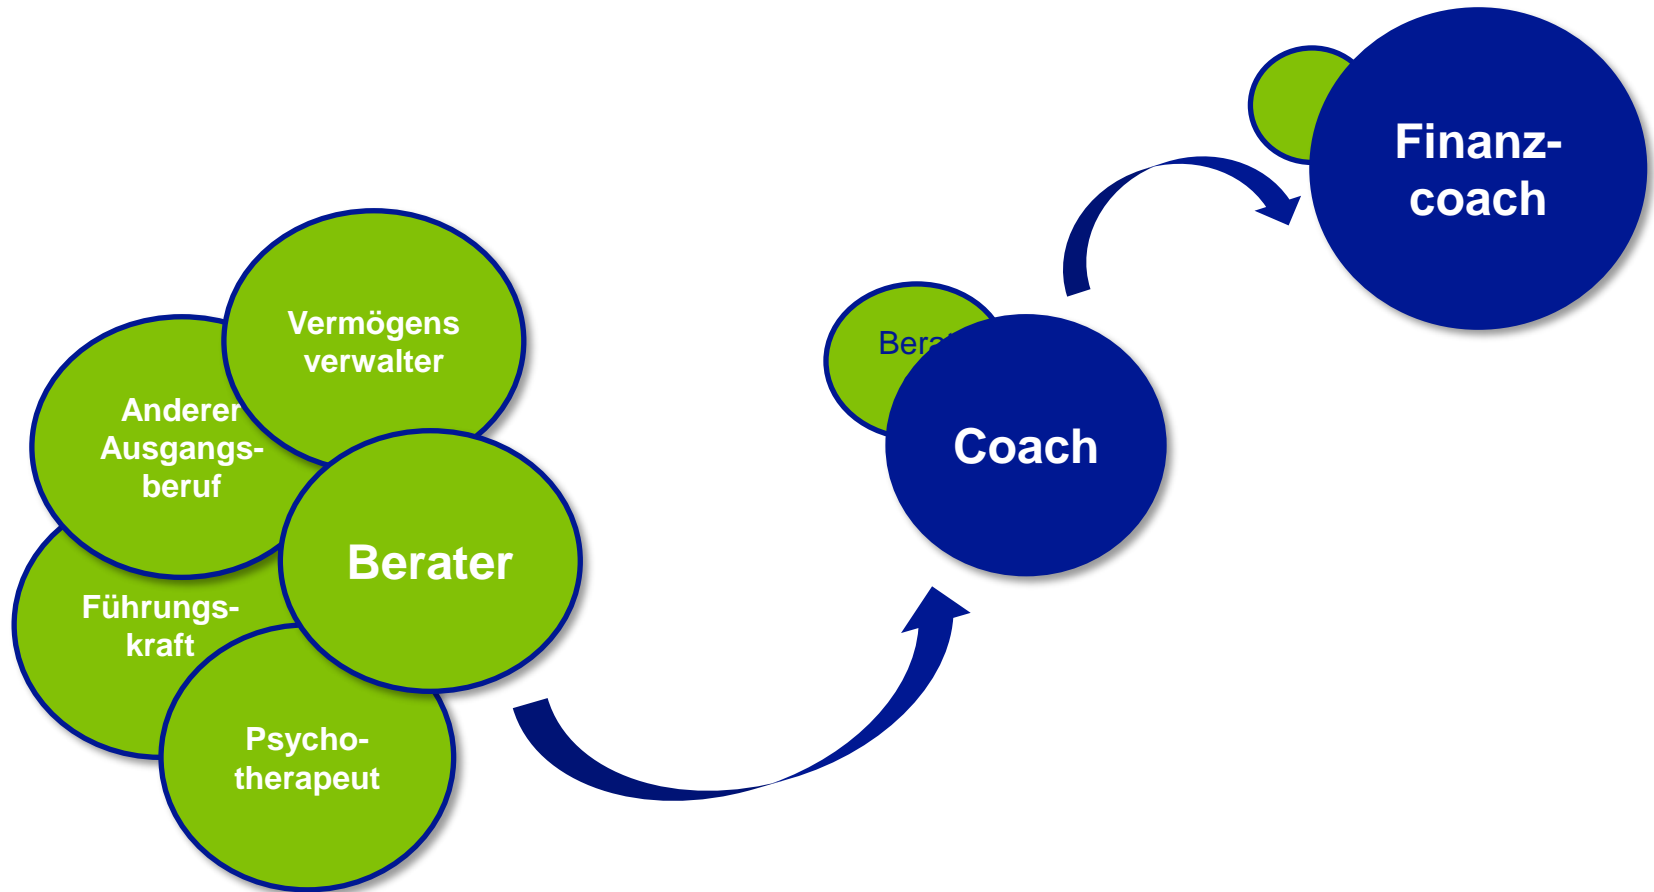 Finanz-
coach
Vermögens
verwalter
Anderer
Ausgangs-
beruf
Berater
Führungs-
kraft
Psycho-
therapeut
Coach